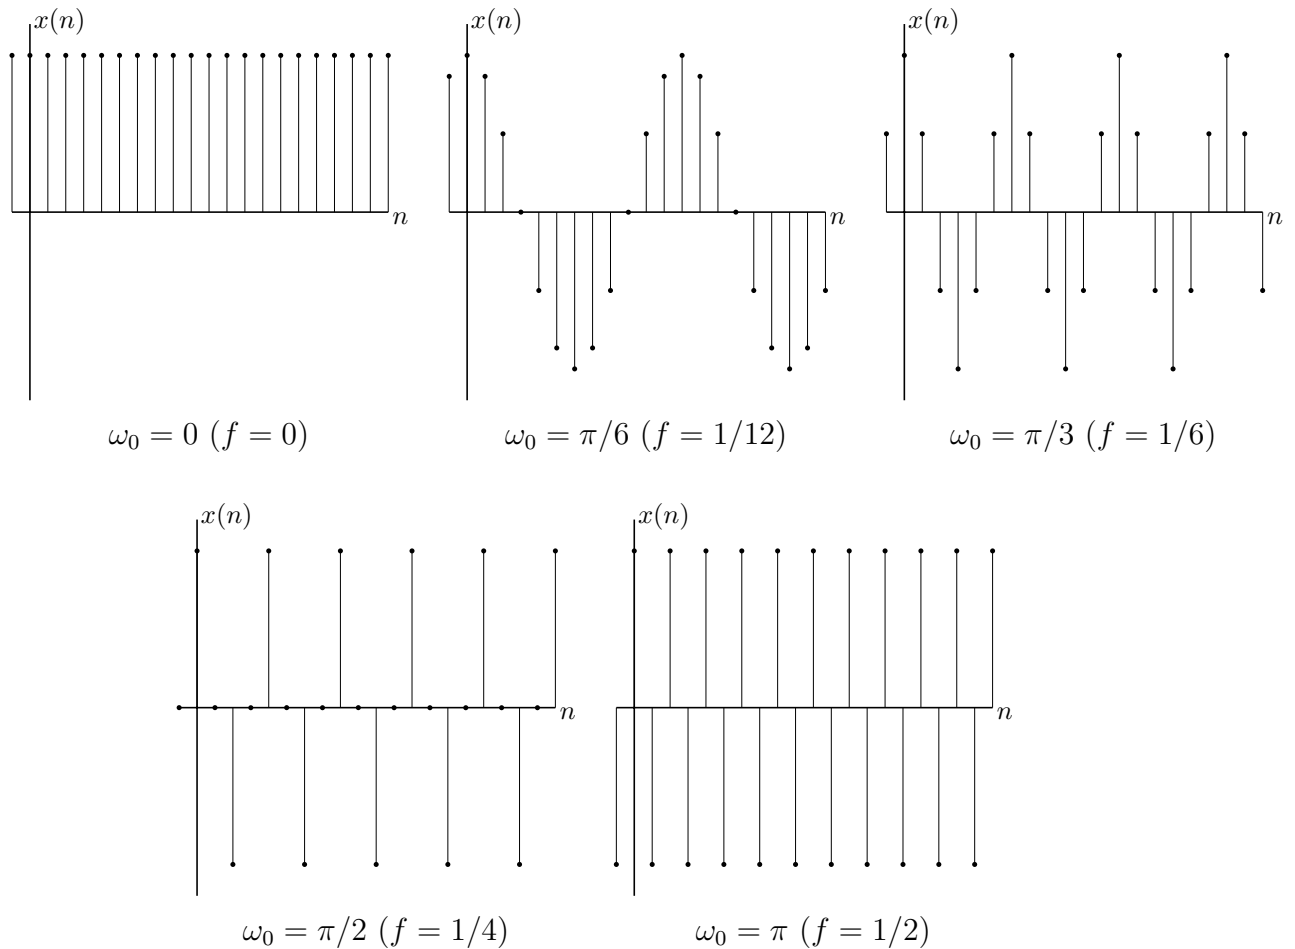 x(n)
n
ω₀ = 0 (f = 0)
x(n)
n
ω₀ = π/6 (f = 1/12)
x(n)
n
ω₀ = π/3 (f = 1/6)
x(n)
n
ω₀ = π/2 (f = 1/4)
x(n)
n
ω₀ = π (f = 1/2)